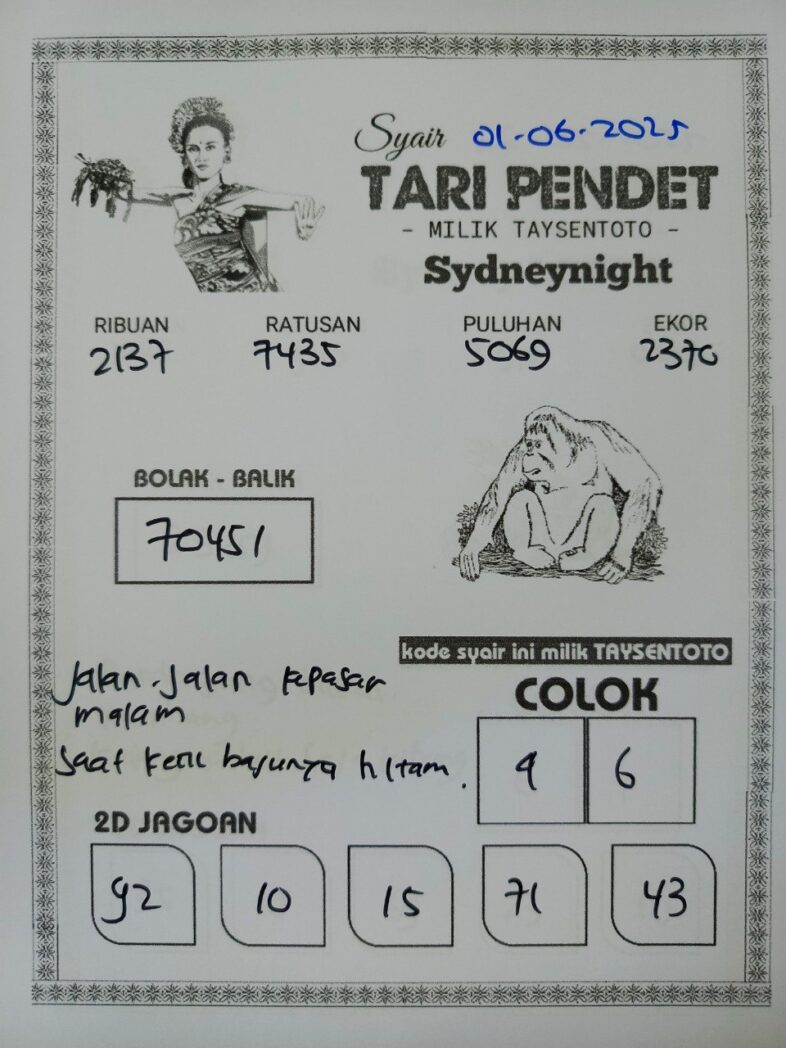 Syair 01-06-2025
TARI PENDET
- MILIK TAYSENTOTO -
Sydneynight
RIBUAN RATUSAN PULUHAN EKOR
2137 7435 5069 2370
BOLAK - BALIK
70451
kode syair ini milik TAYSENTOTO
Jalan-Jalan kepasar
malam
Saat kecil bajunya hitam.
COLOK
9 6
2D JAGOAN
92 10 15 71 43